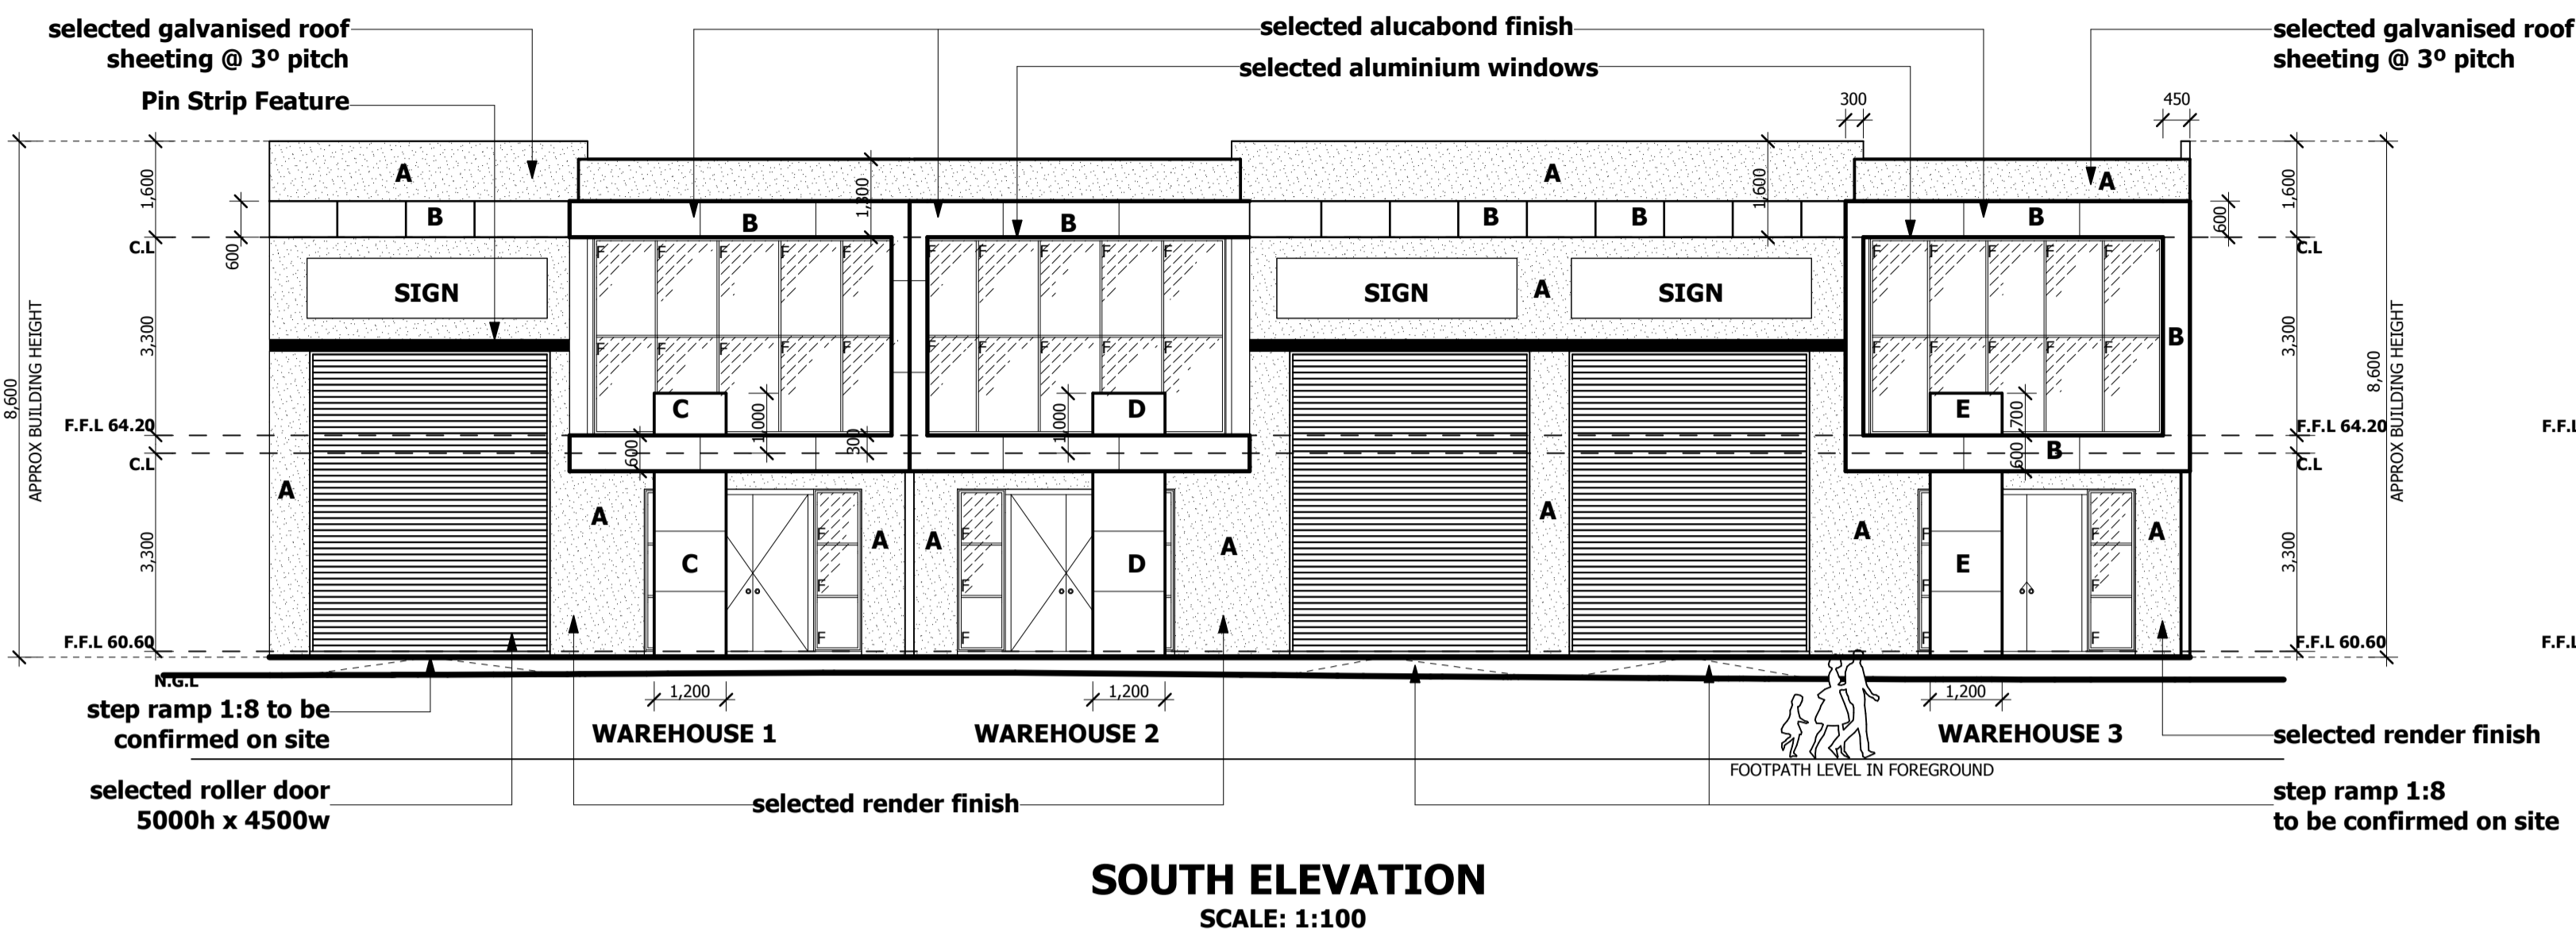 selected galvanised roof
sheeting @ 3º pitch
Pin Strip Feature
selected alucabond finish
selected aluminium windows
selected galvanised roof
sheeting @ 3º pitch
300
450
8,600
APPROX BUILDING HEIGHT
1,600
600
3,300
3,300
C.L
F.F.L 64.20
C.L
F.F.L 60.60
N.G.L
A
B
SIGN
A
B
1,300
B
F F F F F
F F F F F
F F F F F
F F F F F
C
1,000
300
600
D
1,000
A
C
F
F
F
A
A
F
F
F
D
A
A
1,600
B
B
SIGN
A
SIGN
A
A
B
F F F F F
F F F F F
B
E
700
600
B
A
E
F
F
F
F
F
F
A
1,600
600
3,300
3,300
C.L
F.F.L 64.20
C.L
F.F.L 60.60
8,600
APPROX BUILDING HEIGHT
F.F.L
F.F.L
1,200
1,200
1,200
WAREHOUSE 1
WAREHOUSE 2
WAREHOUSE 3
FOOTPATH LEVEL IN FOREGROUND
step ramp 1:8 to be
confirmed on site
selected roller door
5000h x 4500w
selected render finish
selected render finish
step ramp 1:8
to be confirmed on site
SOUTH ELEVATION
SCALE: 1:100